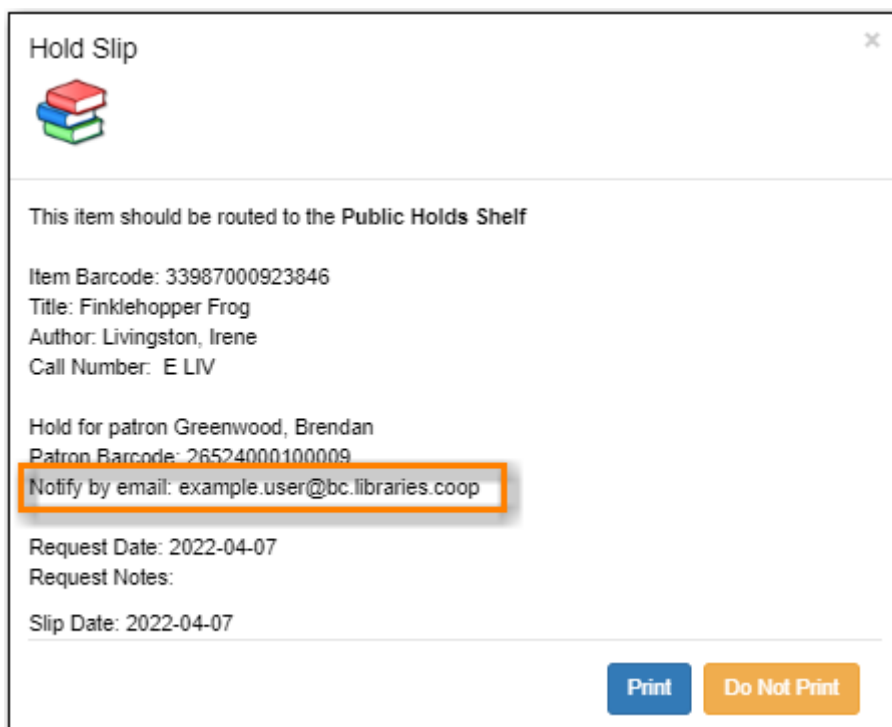 Hold Slip
×
This item should be routed to the Public Holds Shelf
Item Barcode: 33987000923846
Title: Finklehopper Frog
Author: Livingston, Irene
Call Number: E LIV
Hold for patron Greenwood, Brendan
Patron Barcode: 26524000100009
Notify by email: example.user@bc.libraries.coop
Request Date: 2022-04-07
Request Notes:
Slip Date: 2022-04-07
Print Do Not Print